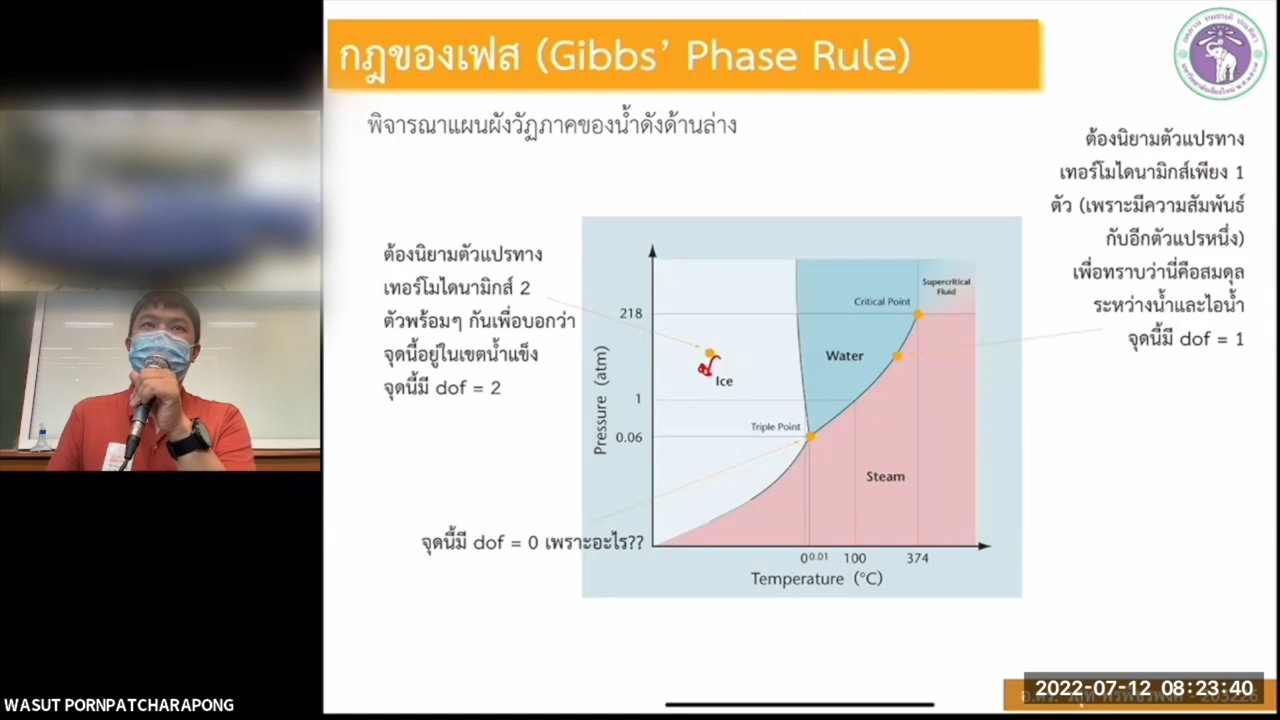 กฎของเฟส (Gibbs’ Phase Rule)
พิจารณาแผนผังวัฏภาคของน้ำดังด้านล่าง
ต้องนิยามตัวแปรทาง
เทอร์โมไดนามิกส์เพียง 1
ตัว (เพราะมีความสัมพันธ์
กับอีกตัวแปรหนึ่ง)
เพื่อทราบว่านี่คือสมดุล
ระหว่างน้ำและไอน้ำ
จุดนี้มี dof = 1
ต้องนิยามตัวแปรทาง
เทอร์โมไดนามิกส์ 2
ตัวพร้อมๆ กันเพื่อบอกว่า
จุดนี้อยู่ในเขตน้ำแข็ง
จุดนี้มี dof = 2
จุดนี้มี dof = 0 เพราะอะไร??
Supercritical
Fluid
Critical Point
218
Water
Ice
1
Triple Point
0.06
Steam
Pressure (atm)
0 0.01 100 374
Temperature (°C)
2022-07-12 08:23:40
WASUT PORNPATCHARAPONG